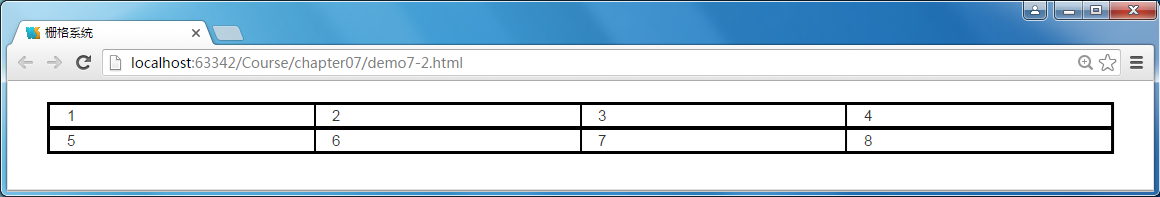 栅格系统
localhost:63342/Course/chapter07/demo7-2.html
1 2 3 4
5 6 7 8